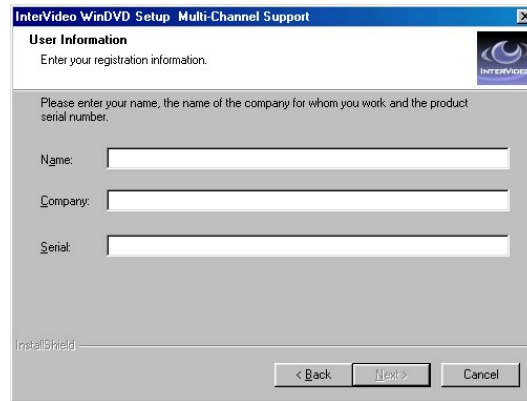 InterVideo WinDVD Setup Multi-Channel Support
User Information
Enter your registration information.
INTERVIDEO
Please enter your name, the name of the company for whom you work and the product
serial number.
Name:
Company:
Serial:
InstallShield
< Back
Next >
Cancel